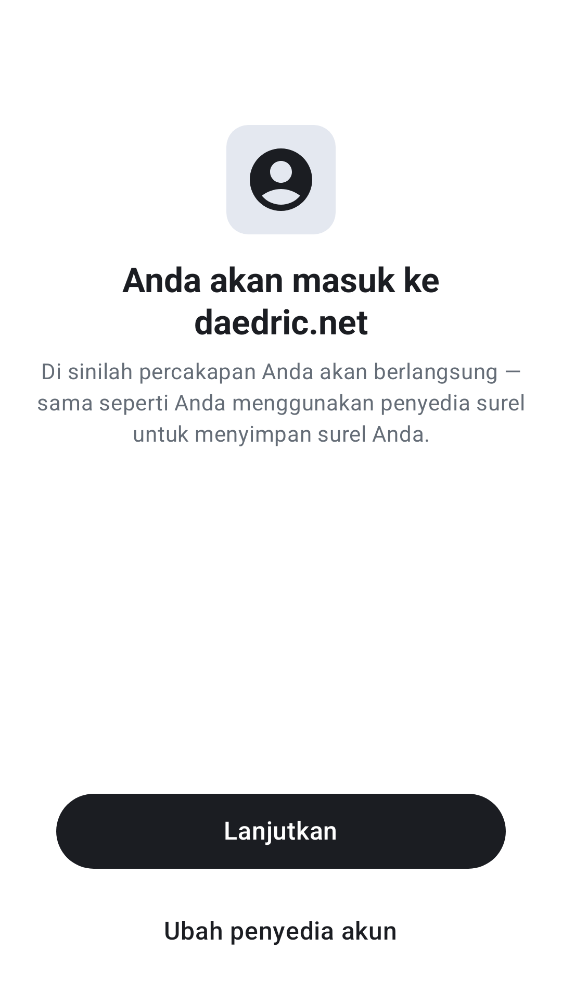 Anda akan masuk ke
daedric.net
Di sinilah percakapan Anda akan berlangsung —
sama seperti Anda menggunakan penyedia surel
untuk menyimpan surel Anda.
Lanjutkan
Ubah penyedia akun